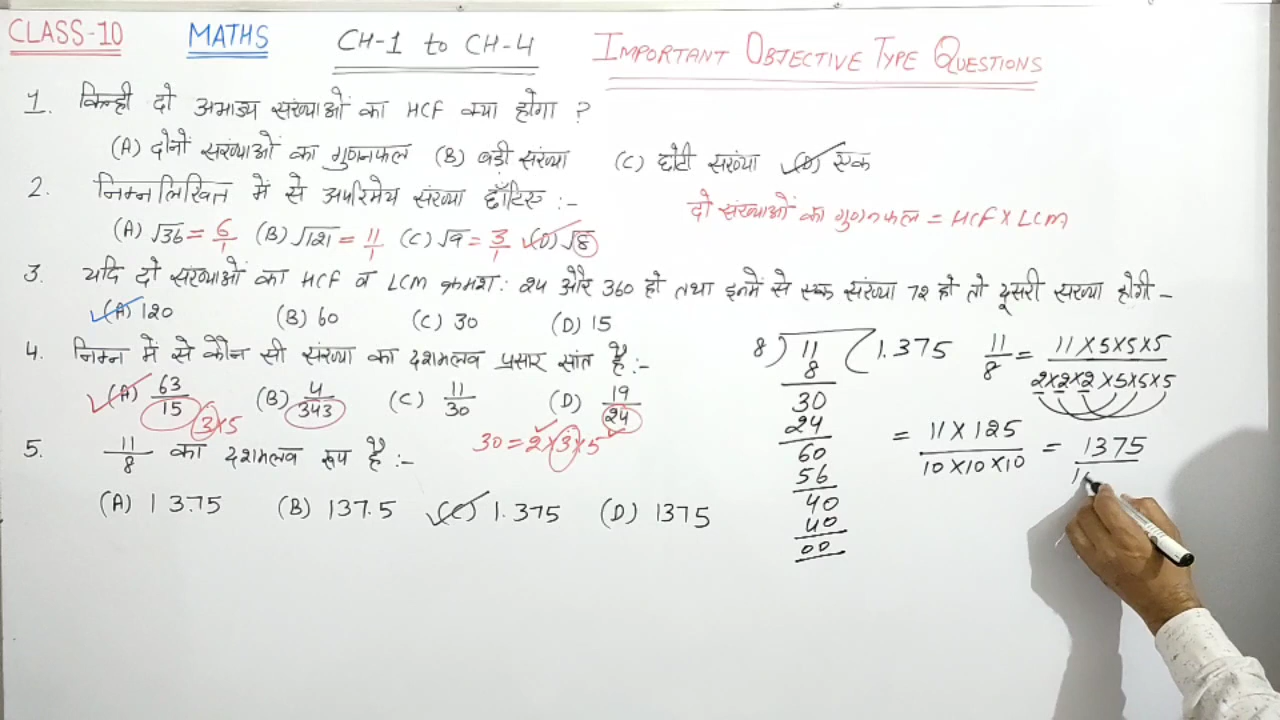 CLASS-10 MATHS CH-1 to CH-4 IMPORTANT OBJECTIVE TYPE QUESTIONS
1. किन्ही दो अभाज्य संख्याओं का HCF क्या होगा ?
(A) दोनों संख्याओं का गुणनफल (B) बड़ी संख्या (C) छोटी संख्या (D) एक
2. निम्नलिखित में से अपरिमेय संख्या छाँटिए :-
दो संख्याओं का गुणनफल = HCF X LCM
(A) √36 = 6/1 (B) √121 = 11/1 (C) √9 = 3/1 (D) √8
3. यदि दो संख्याओं का HCF व LCM क्रमश: 24 और 360 हो तथा इनमें से एक संख्या 72 हो तो दूसरी संख्या होगी -
(A) 120 (B) 60 (C) 30 (D) 15
4. निम्न में से कौन सी संख्या का दशमलव प्रसार सांत है :-
(A) 63/15 (B) 4/343 (C) 11/30 (D) 19/24
3×5
30 = 2×3×5
5. 11/8 का दशमलव रूप है :-
(A) 13.75 (B) 137.5 (C) 1.375 (D) 1375
8) 11 ( 1.375
8
30
24
60
56
40
40
00
11/8 = 11×5×5×5 / 2×2×2×5×5×5
= 11×125 / 10×10×10 = 1375 / 1